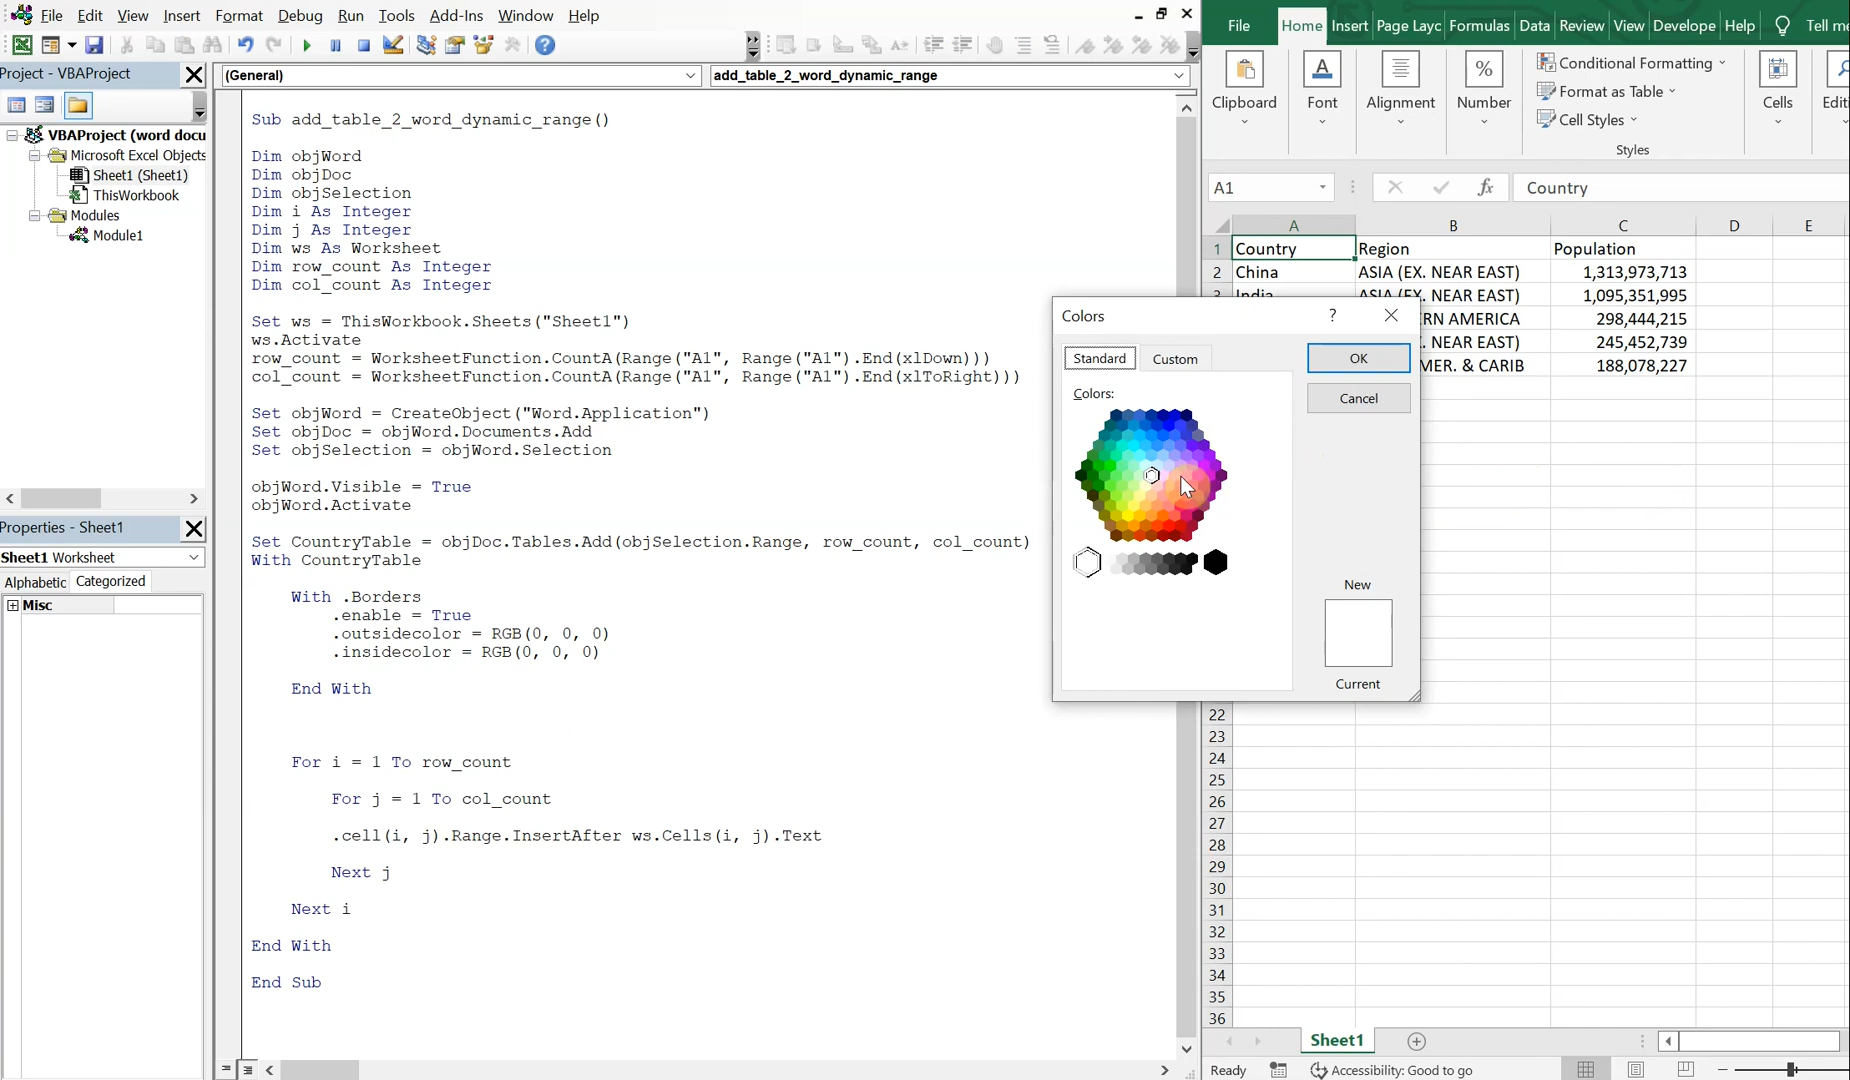 File Edit View Insert Format Debug Run Tools Add-Ins Window Help
Project - VBAProject
VBAProject (word docu
Microsoft Excel Objects
Sheet1 (Sheet1)
ThisWorkbook
Modules
Module1
Properties - Sheet1
Sheet1 Worksheet
Alphabetic Categorized
Misc
(General)
add_table_2_word_dynamic_range
Sub add_table_2_word_dynamic_range()
Dim objWord
Dim objDoc
Dim objSelection
Dim i As Integer
Dim j As Integer
Dim ws As Worksheet
Dim row_count As Integer
Dim col_count As Integer
Set ws = ThisWorkbook.Sheets("Sheet1")
ws.Activate
row_count = WorksheetFunction.CountA(Range("A1", Range("A1").End(xlDown)))
col_count = WorksheetFunction.CountA(Range("A1", Range("A1").End(xlToRight)))
Set objWord = CreateObject("Word.Application")
Set objDoc = objWord.Documents.Add
Set objSelection = objWord.Selection
objWord.Visible = True
objWord.Activate
Set CountryTable = objDoc.Tables.Add(objSelection.Range, row_count, col_count)
With CountryTable
With .Borders
.enable = True
.outsidecolor = RGB(0, 0, 0)
.insidecolor = RGB(0, 0, 0)
End With
For i = 1 To row_count
For j = 1 To col_count
.cell(i, j).Range.InsertAfter ws.Cells(i, j).Text
Next j
Next i
End With
End Sub
File Home Insert Page Layc Formulas Data Review View Develope Help Tell me
Clipboard
Font
Alignment
Number
Conditional Formatting
Format as Table
Cell Styles
Styles
Cells
Editi
A1
fx
Country
A B C D E
1 Country Region Population
2 China ASIA (EX. NEAR EAST) 1,313,973,713
3 India ASIA (EX. NEAR EAST) 1,095,351,995
RN AMERICA 298,444,215
. NEAR EAST) 245,452,739
MER. & CARIB 188,078,227
Colors ?
Standard Custom
OK
Cancel
Colors:
New
Current
22
23
24
25
26
27
28
29
30
31
32
33
34
35
36
Sheet1
Ready
Accessibility: Good to go